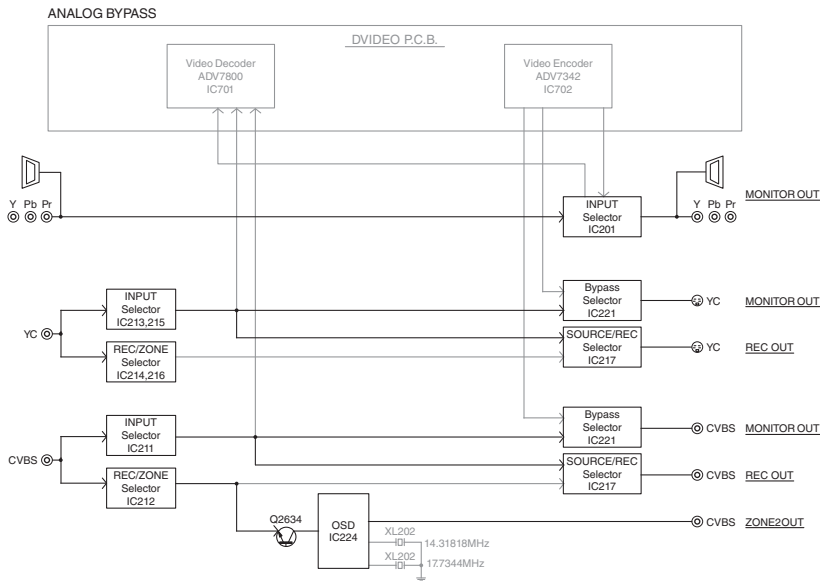 ANALOG BYPASS
DVIDEO P.C.B.
Video Decoder
ADV7800
IC701
Video Encoder
ADV7342
IC702
Y Pb Pr
INPUT
Selector
IC201
Y Pb Pr
MONITOR OUT
YC
INPUT
Selector
IC213,215
REC/ZONE
Selector
IC214,216
Bypass
Selector
IC221
YC
MONITOR OUT
SOURCE/REC
Selector
IC217
YC
REC OUT
CVBS
INPUT
Selector
IC211
REC/ZONE
Selector
IC212
Bypass
Selector
IC221
CVBS
MONITOR OUT
SOURCE/REC
Selector
IC217
CVBS
REC OUT
Q2634
OSD
IC224
CVBS
ZONE2OUT
XL202
14.31818MHz
XL202
17.7344MHz